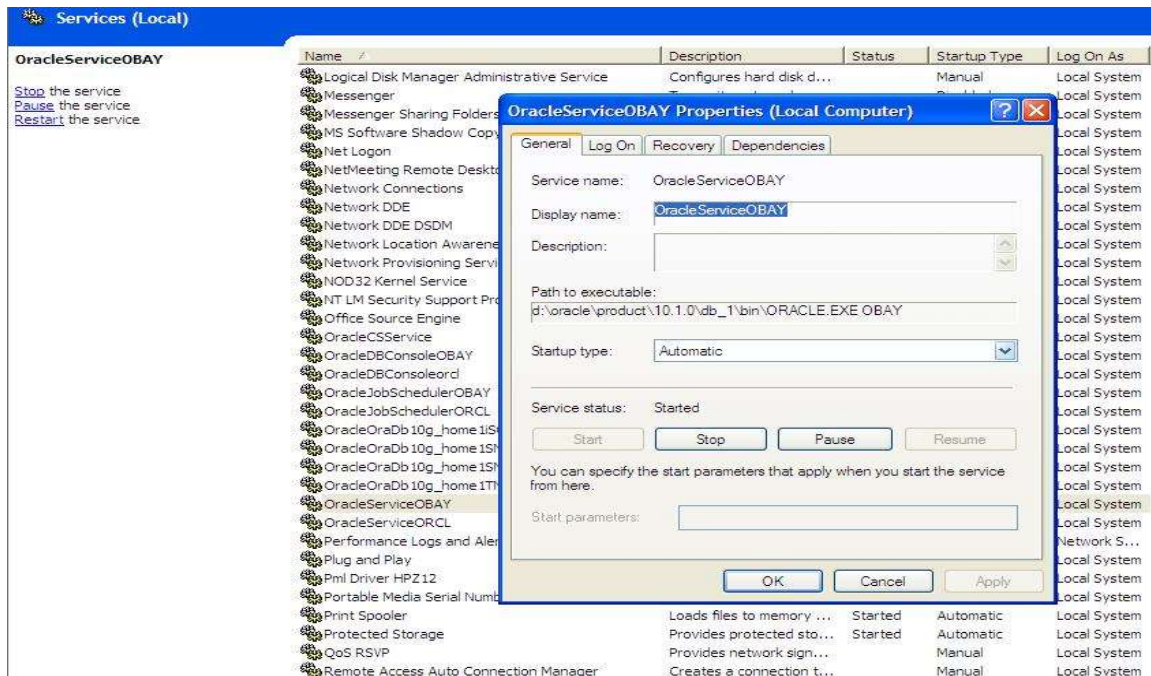 Services (Local)
OracleServiceOBAY
Stop the service
Pause the service
Restart the service
Name Description Status Startup Type Log On As
Logical Disk Manager Administrative Service Configures hard disk d... Manual Local System
Messenger Local System
Messenger Sharing Folders Local System
MS Software Shadow Copy Local System
Net Logon Local System
NetMeeting Remote Deskto Local System
Network Connections Local System
Network DDE Local System
Network DDE DSDM Local System
Network Location Awarene Local System
Network Provisioning Servi Local System
NOD32 Kernel Service Local System
NT LM Security Support Pro Local System
Office Source Engine Local System
OracleCSService Local System
OracleDBConsoleOBAY Local System
OracleDBConsoleorcl Local System
OracleJobSchedulerOBAY Local System
OracleJobSchedulerORCL Local System
OracleOraDb10g_home1iS Local System
OracleOraDb10g_home1SN Local System
OracleOraDb10g_home1SN Local System
OracleOraDb10g_home1TN Local System
OracleServiceOBAY Local System
OracleServiceORCL Local System
Performance Logs and Aler Network S...
Plug and Play Local System
Pml Driver HPZ12 Local System
Portable Media Serial Numb Local System
Print Spooler Loads files to memory ... Started Automatic Local System
Protected Storage Provides protected sto... Started Automatic Local System
QoS RSVP Provides network sign... Manual Local System
Remote Access Auto Connection Manager Creates a connection t... Manual Local System
OracleServiceOBAY Properties (Local Computer)
General Log On Recovery Dependencies
Service name: OracleServiceOBAY
Display name: OracleServiceOBAY
Description:
Path to executable:
d:\oracle\product\10.1.0\db_1\bin\ORACLE.EXE OBAY
Startup type: Automatic
Service status: Started
Start Stop Pause Resume
You can specify the start parameters that apply when you start the service
from here.
Start parameters:
OK Cancel Apply